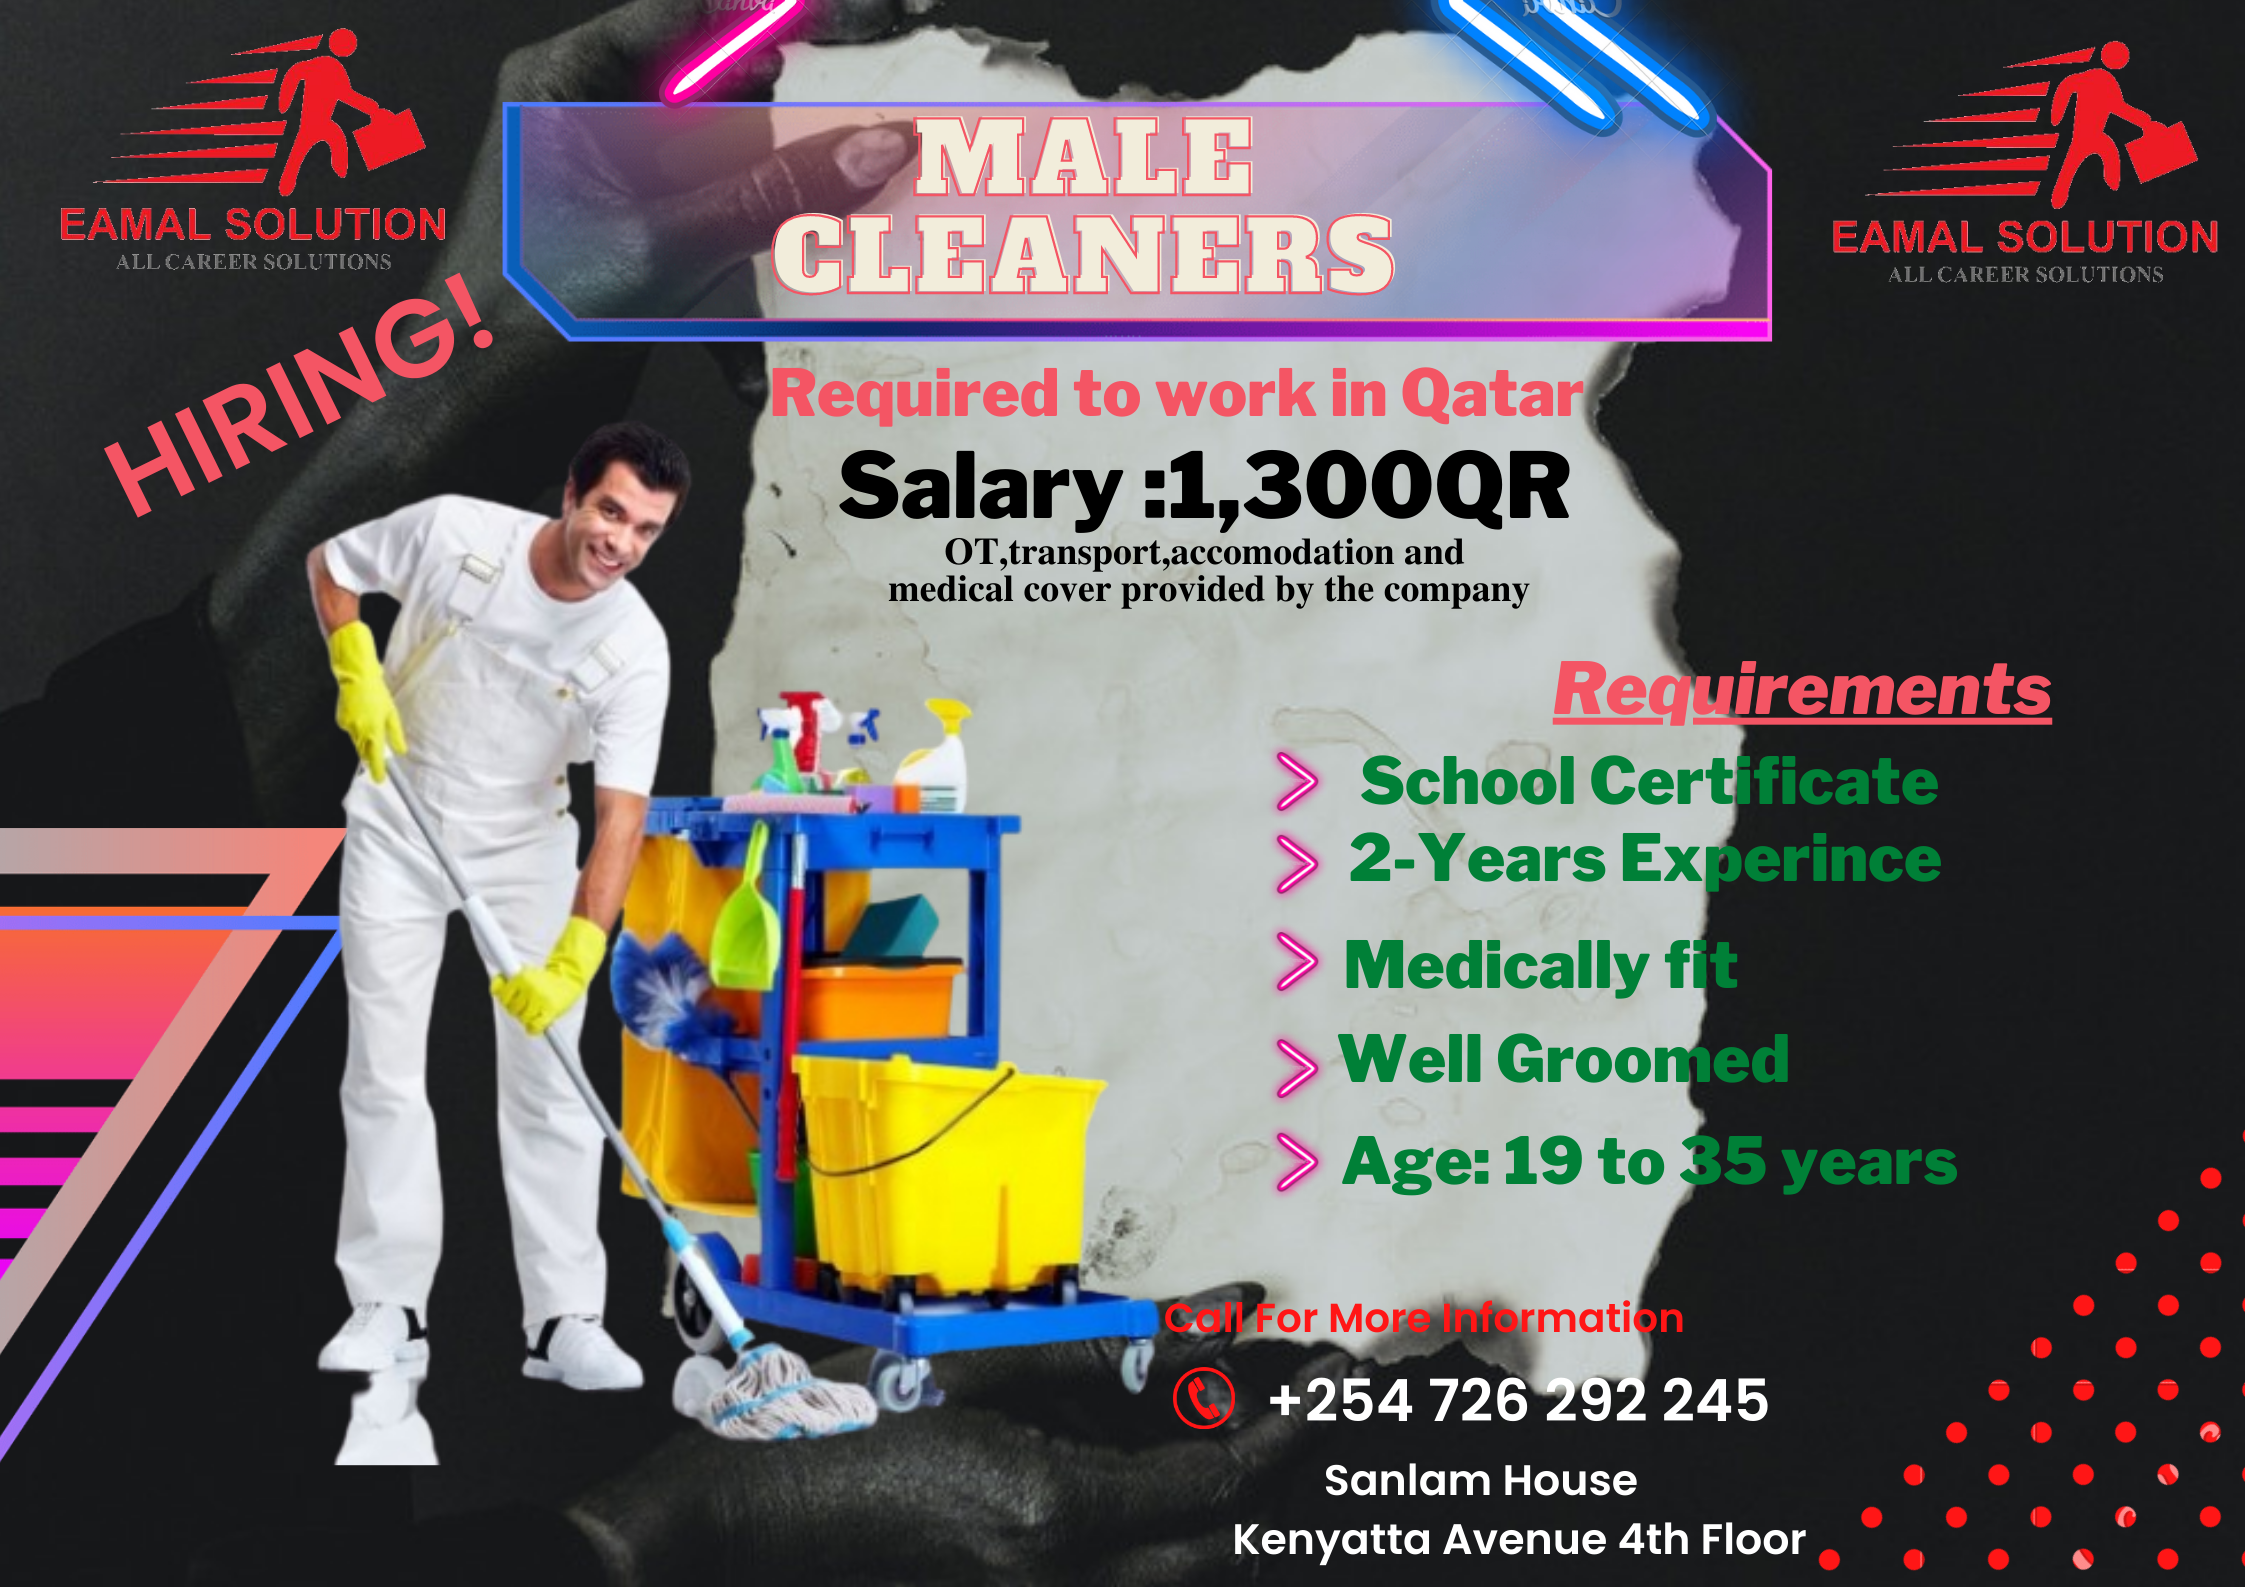 EAMAL SOLUTION
ALL CAREER SOLUTIONS
EAMAL SOLUTION
ALL CAREER SOLUTIONS
MALE
CLEANERS
HIRING!
Required to work in Qatar
Salary :1,300QR
OT,transport,accomodation and
medical cover provided by the company
Requirements
School Certificate
2-Years Experince
Medically fit
Well Groomed
Age: 19 to 35 years
Call For More Information
+254 726 292 245
Sanlam House
Kenyatta Avenue 4th Floor